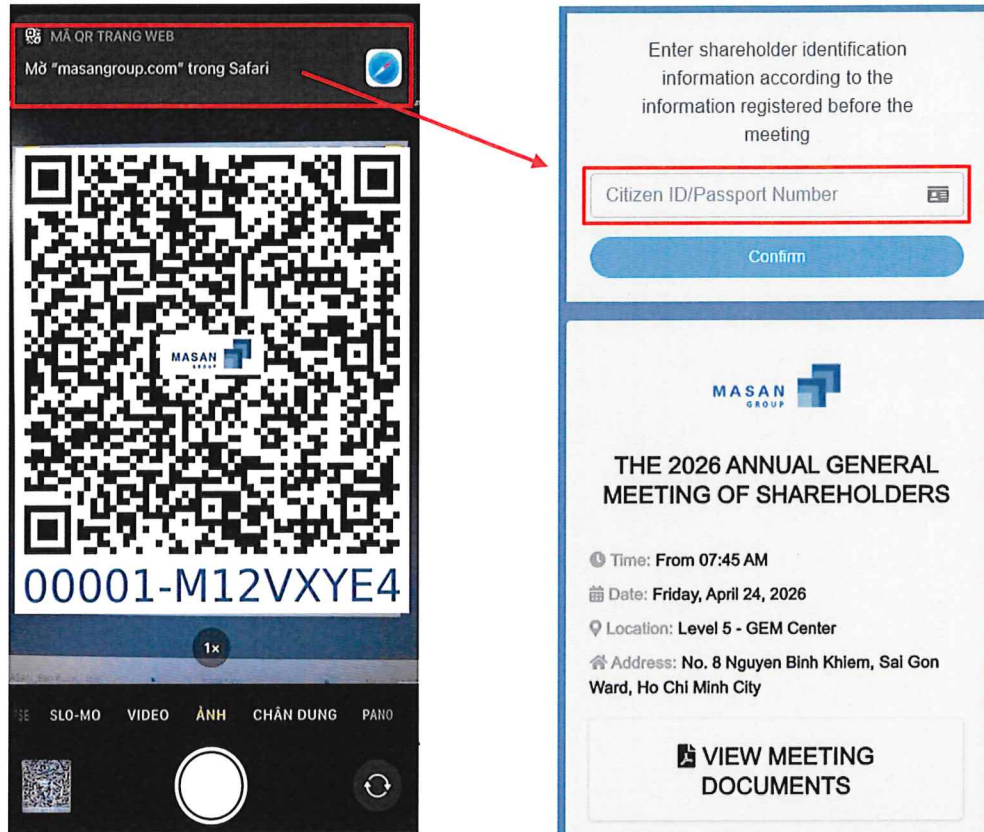 MÃ QR TRANG WEB
Mở "masangroup.com" trong Safari
MASAN
GROUP
00001-M12VXYE4
1x
SLO-MO VIDEO ẢNH CHÂN DUNG PANO
Enter shareholder identification
information according to the
information registered before the
meeting
Citizen ID/Passport Number
Confirm
MASAN
GROUP
THE 2026 ANNUAL GENERAL
MEETING OF SHAREHOLDERS
Time: From 07:45 AM
Date: Friday, April 24, 2026
Location: Level 5 - GEM Center
Address: No. 8 Nguyen Binh Khiem, Sai Gon
Ward, Ho Chi Minh City
VIEW MEETING
DOCUMENTS